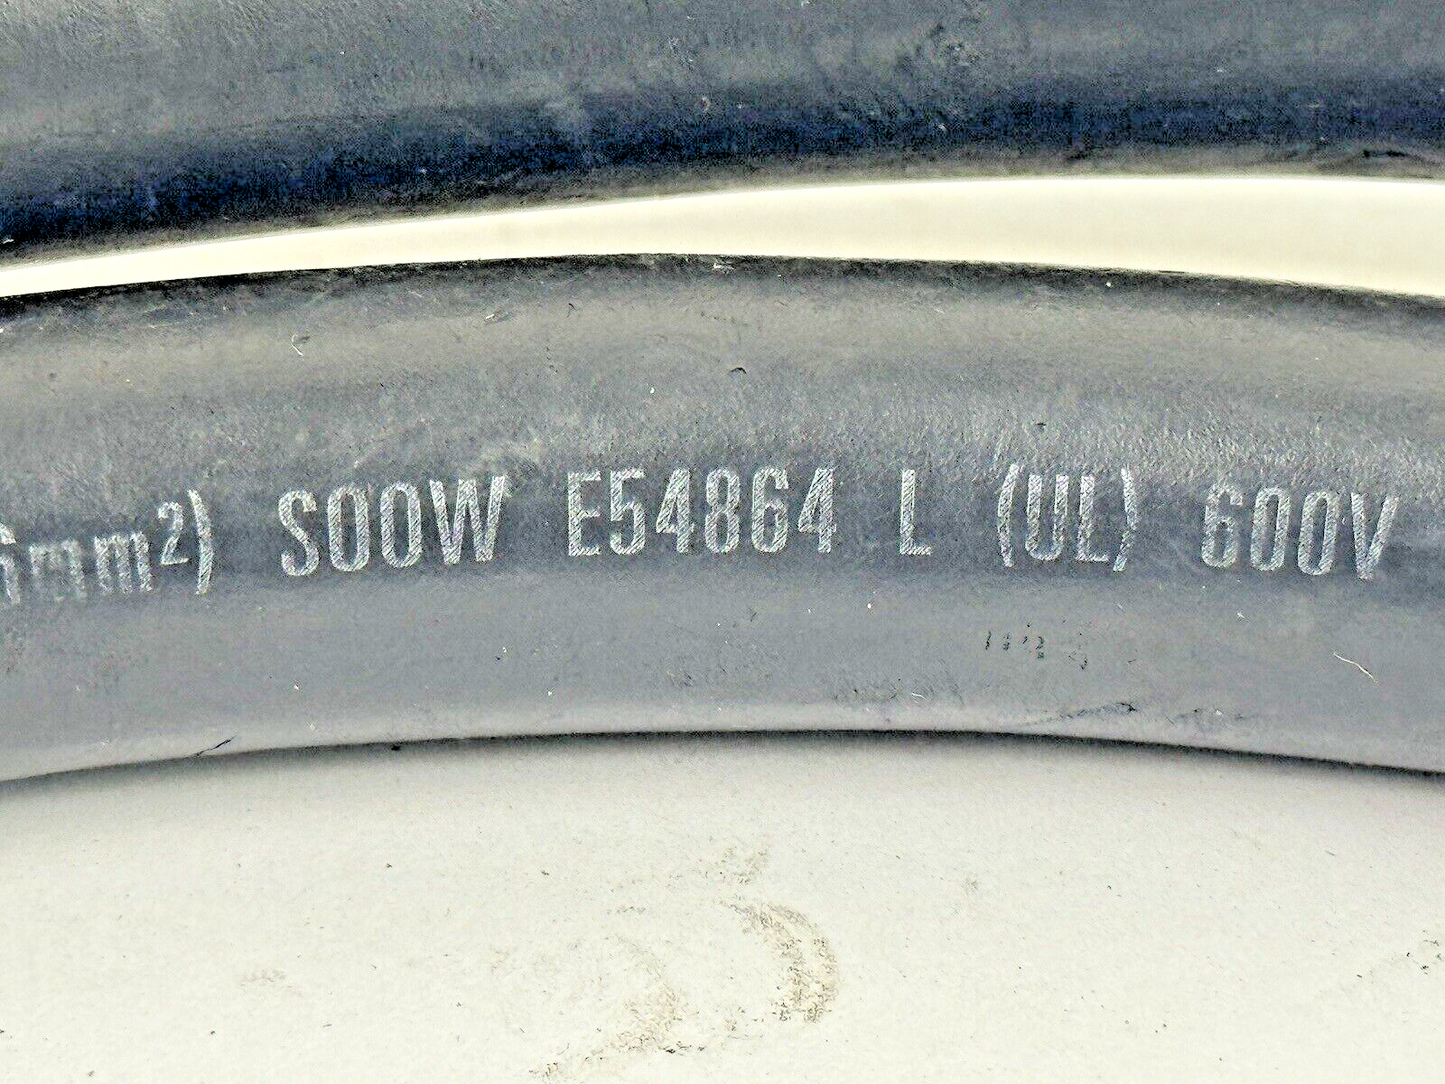 mm²) SOOW E54864 L (UL) 600V